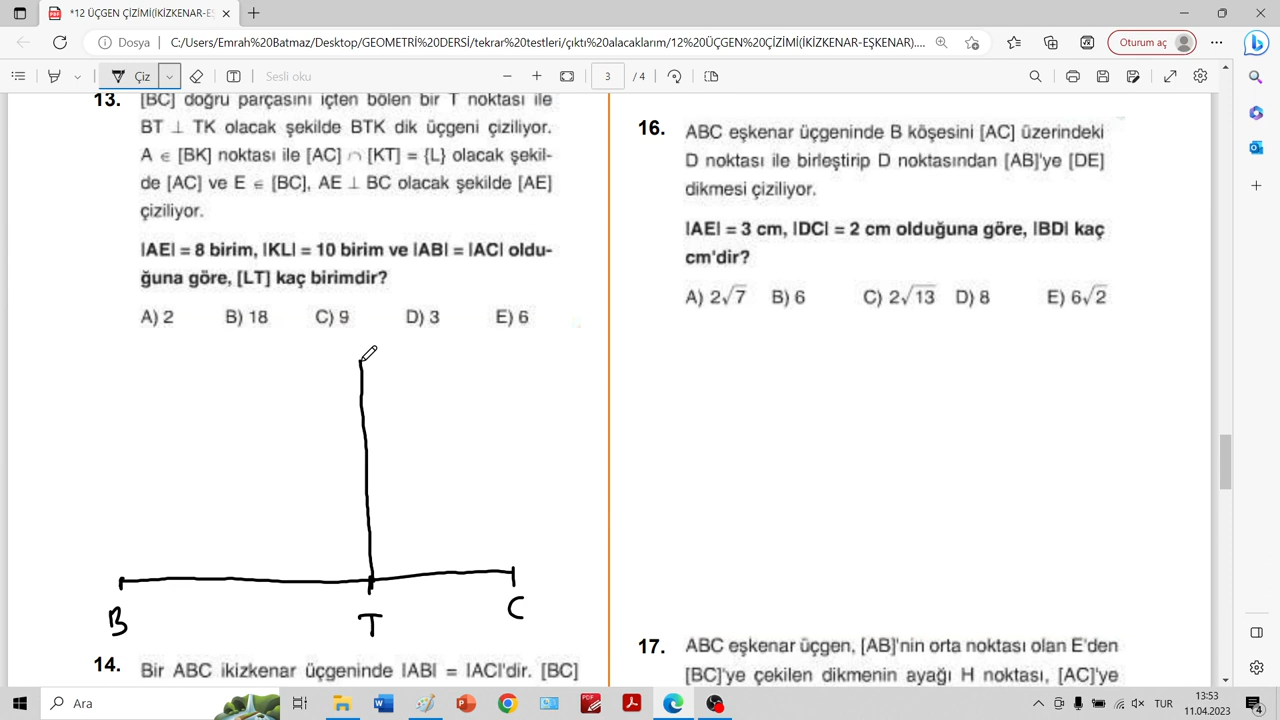 *12 ÜÇGEN ÇİZİMİ(İKİZKENAR-EŞ
Dosya
C:/Users/Emrah%20Batmaz/Desktop/GEOMETRİ%20DERSİ/tekrar%20testleri/çıktı%20alacaklarım/12%20ÜÇGEN%20ÇİZİMİ(İKİZKENAR-EŞKENAR)....
Oturum aç
Çiz
Sesli oku
3 / 4
13. [BC] doğru parçasını içten bölen bir T noktası ile
BT ⊥ TK olacak şekilde BTK dik üçgeni çiziliyor.
A ∈ [BK] noktası ile [AC] ∩ [KT] = {L} olacak şekil-
de [AC] ve E ∈ [BC], AE ⊥ BC olacak şekilde [AE]
çiziliyor.
|AE| = 8 birim, |KL| = 10 birim ve |AB| = |AC| oldu-
ğuna göre, [LT] kaç birimdir?
A) 2 B) 18 C) 9 D) 3 E) 6
B T C
14. Bir ABC ikizkenar üçgeninde |AB| = |AC|'dir. [BC]
16. ABC eşkenar üçgeninde B köşesini [AC] üzerindeki
D noktası ile birleştirip D noktasından [AB]'ye [DE]
dikmesi çiziliyor.
|AE| = 3 cm, |DC| = 2 cm olduğuna göre, |BD| kaç
cm'dir?
A) 2√7 B) 6 C) 2√13 D) 8 E) 6√2
17. ABC eşkenar üçgen, [AB]'nin orta noktası olan E'den
[BC]'ye çekilen dikmenin ayağı H noktası, [AC]'ye
Ara
TUR
13:53
11.04.2023
4